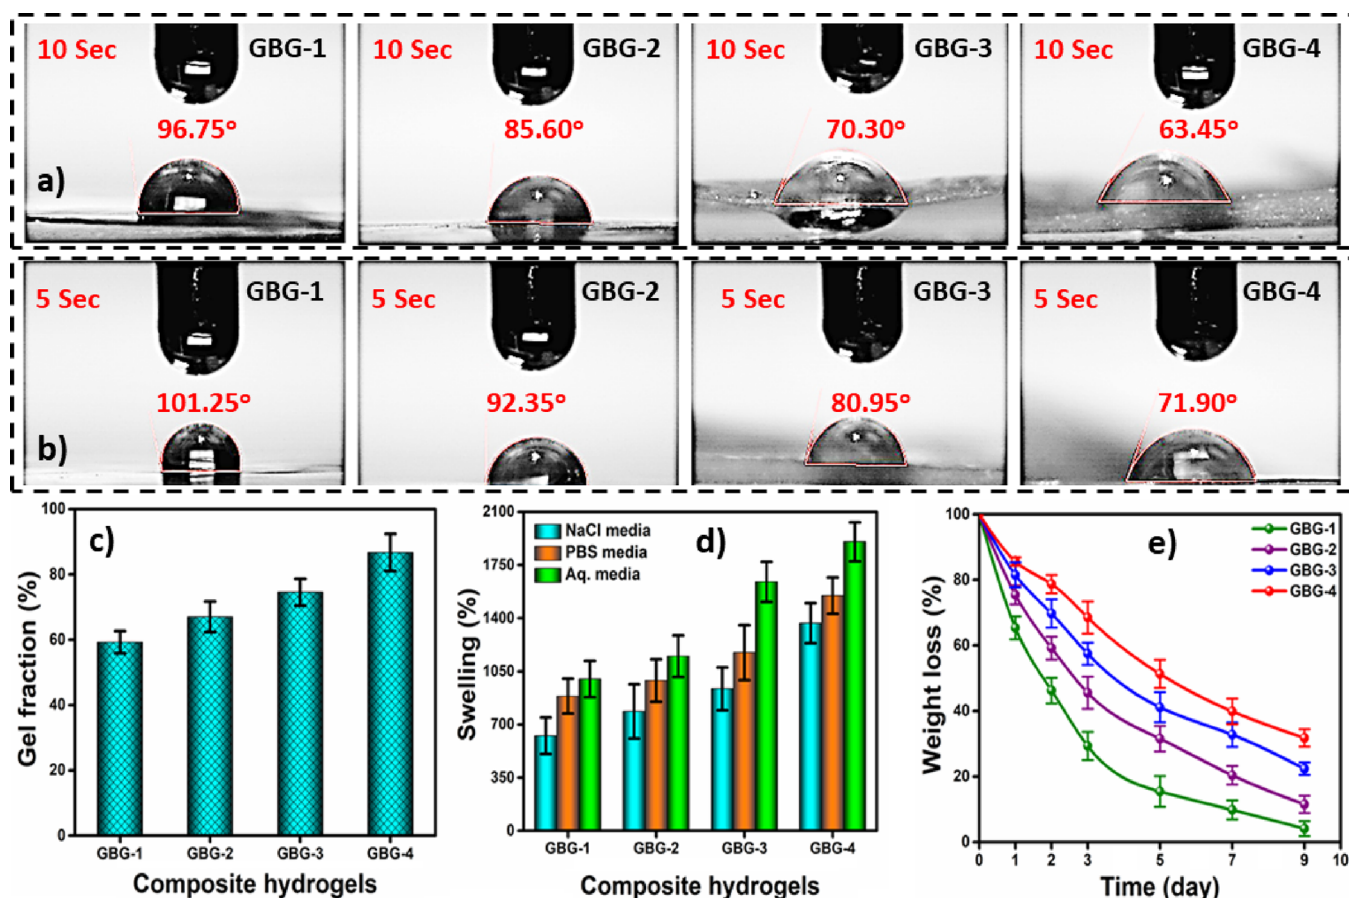 10 Sec GBG-1 10 Sec GBG-2 10 Sec GBG-3 10 Sec GBG-4
96.75° 85.60° 70.30° 63.45°
a)
5 Sec GBG-1 5 Sec GBG-2 5 Sec GBG-3 5 Sec GBG-4
101.25° 92.35° 80.95° 71.90°
b)
c)
Gel fraction (%)
100
80
60
40
20
0
GBG-1 GBG-2 GBG-3 GBG-4
Composite hydrogels
d)
NaCl media
PBS media
Aq. media
Swelling (%)
2100
1750
1400
1050
700
350
0
GBG-1 GBG-2 GBG-3 GBG-4
Composite hydrogels
e)
GBG-1
GBG-2
GBG-3
GBG-4
Weight loss (%)
100
80
60
40
20
0
0 1 2 3 5 7 9 10
Time (day)